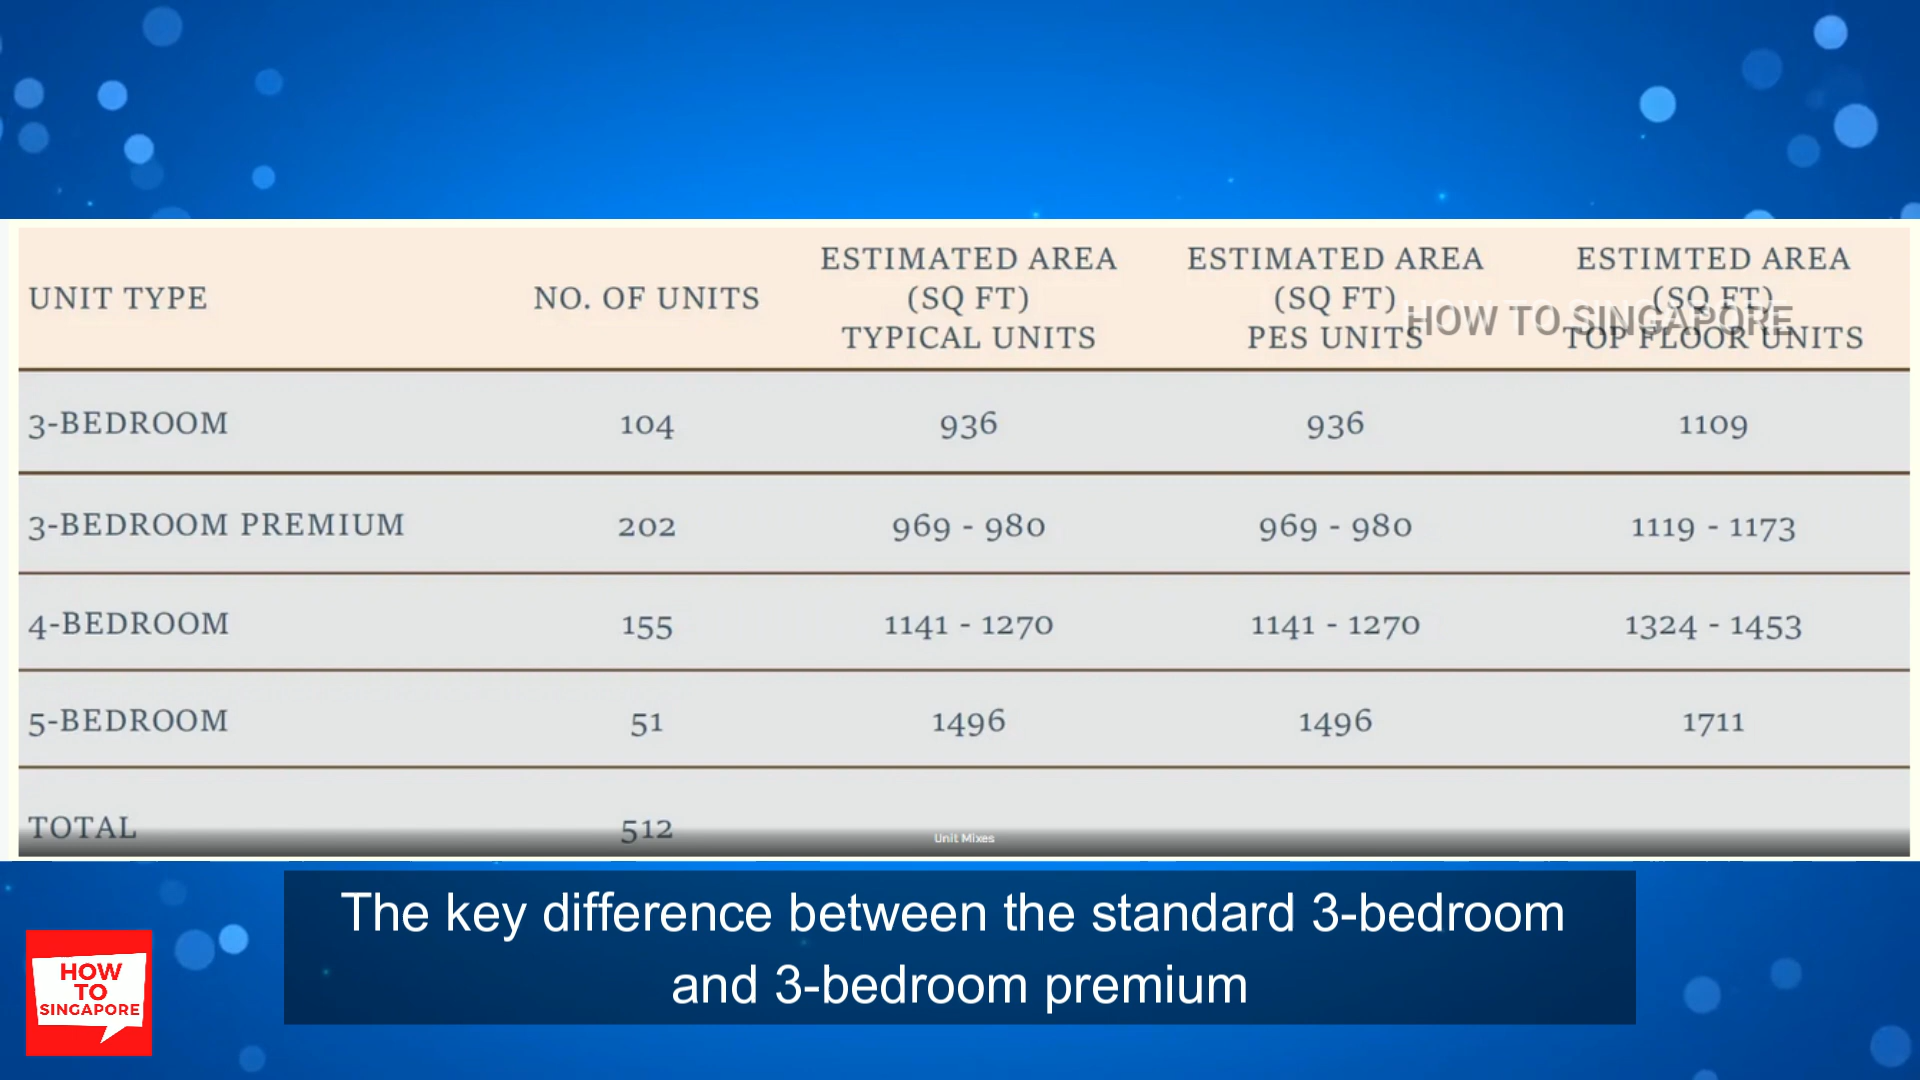 UNIT TYPE
NO. OF UNITS
ESTIMATED AREA
(SQ FT)
TYPICAL UNITS
ESTIMATED AREA
(SQ FT)
PES UNITS
ESTIMTED AREA
(SQ FT)
TOP FLOOR UNITS
HOW TO SINGAPORE
3-BEDROOM 104 936 936 1109
3-BEDROOM PREMIUM 202 969 - 980 969 - 980 1119 - 1173
4-BEDROOM 155 1141 - 1270 1141 - 1270 1324 - 1453
5-BEDROOM 51 1496 1496 1711
TOTAL 512
Unit Mixes
The key difference between the standard 3-bedroom
and 3-bedroom premium
HOW
TO
SINGAPORE